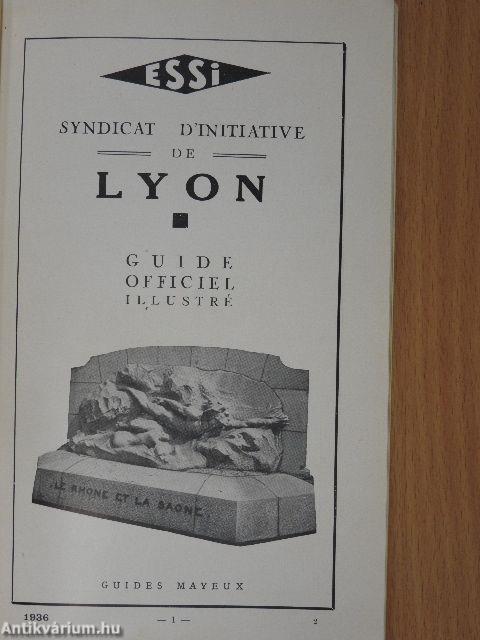 ESSi
SYNDICAT D'INITIATIVE
DE
LYON
GUIDE
OFFICIEL
ILLUSTRÉ
LE RHONE ET LA SAONE
GUIDES MAYEUX
1936 — 1 — 2
Antikvárium.hu